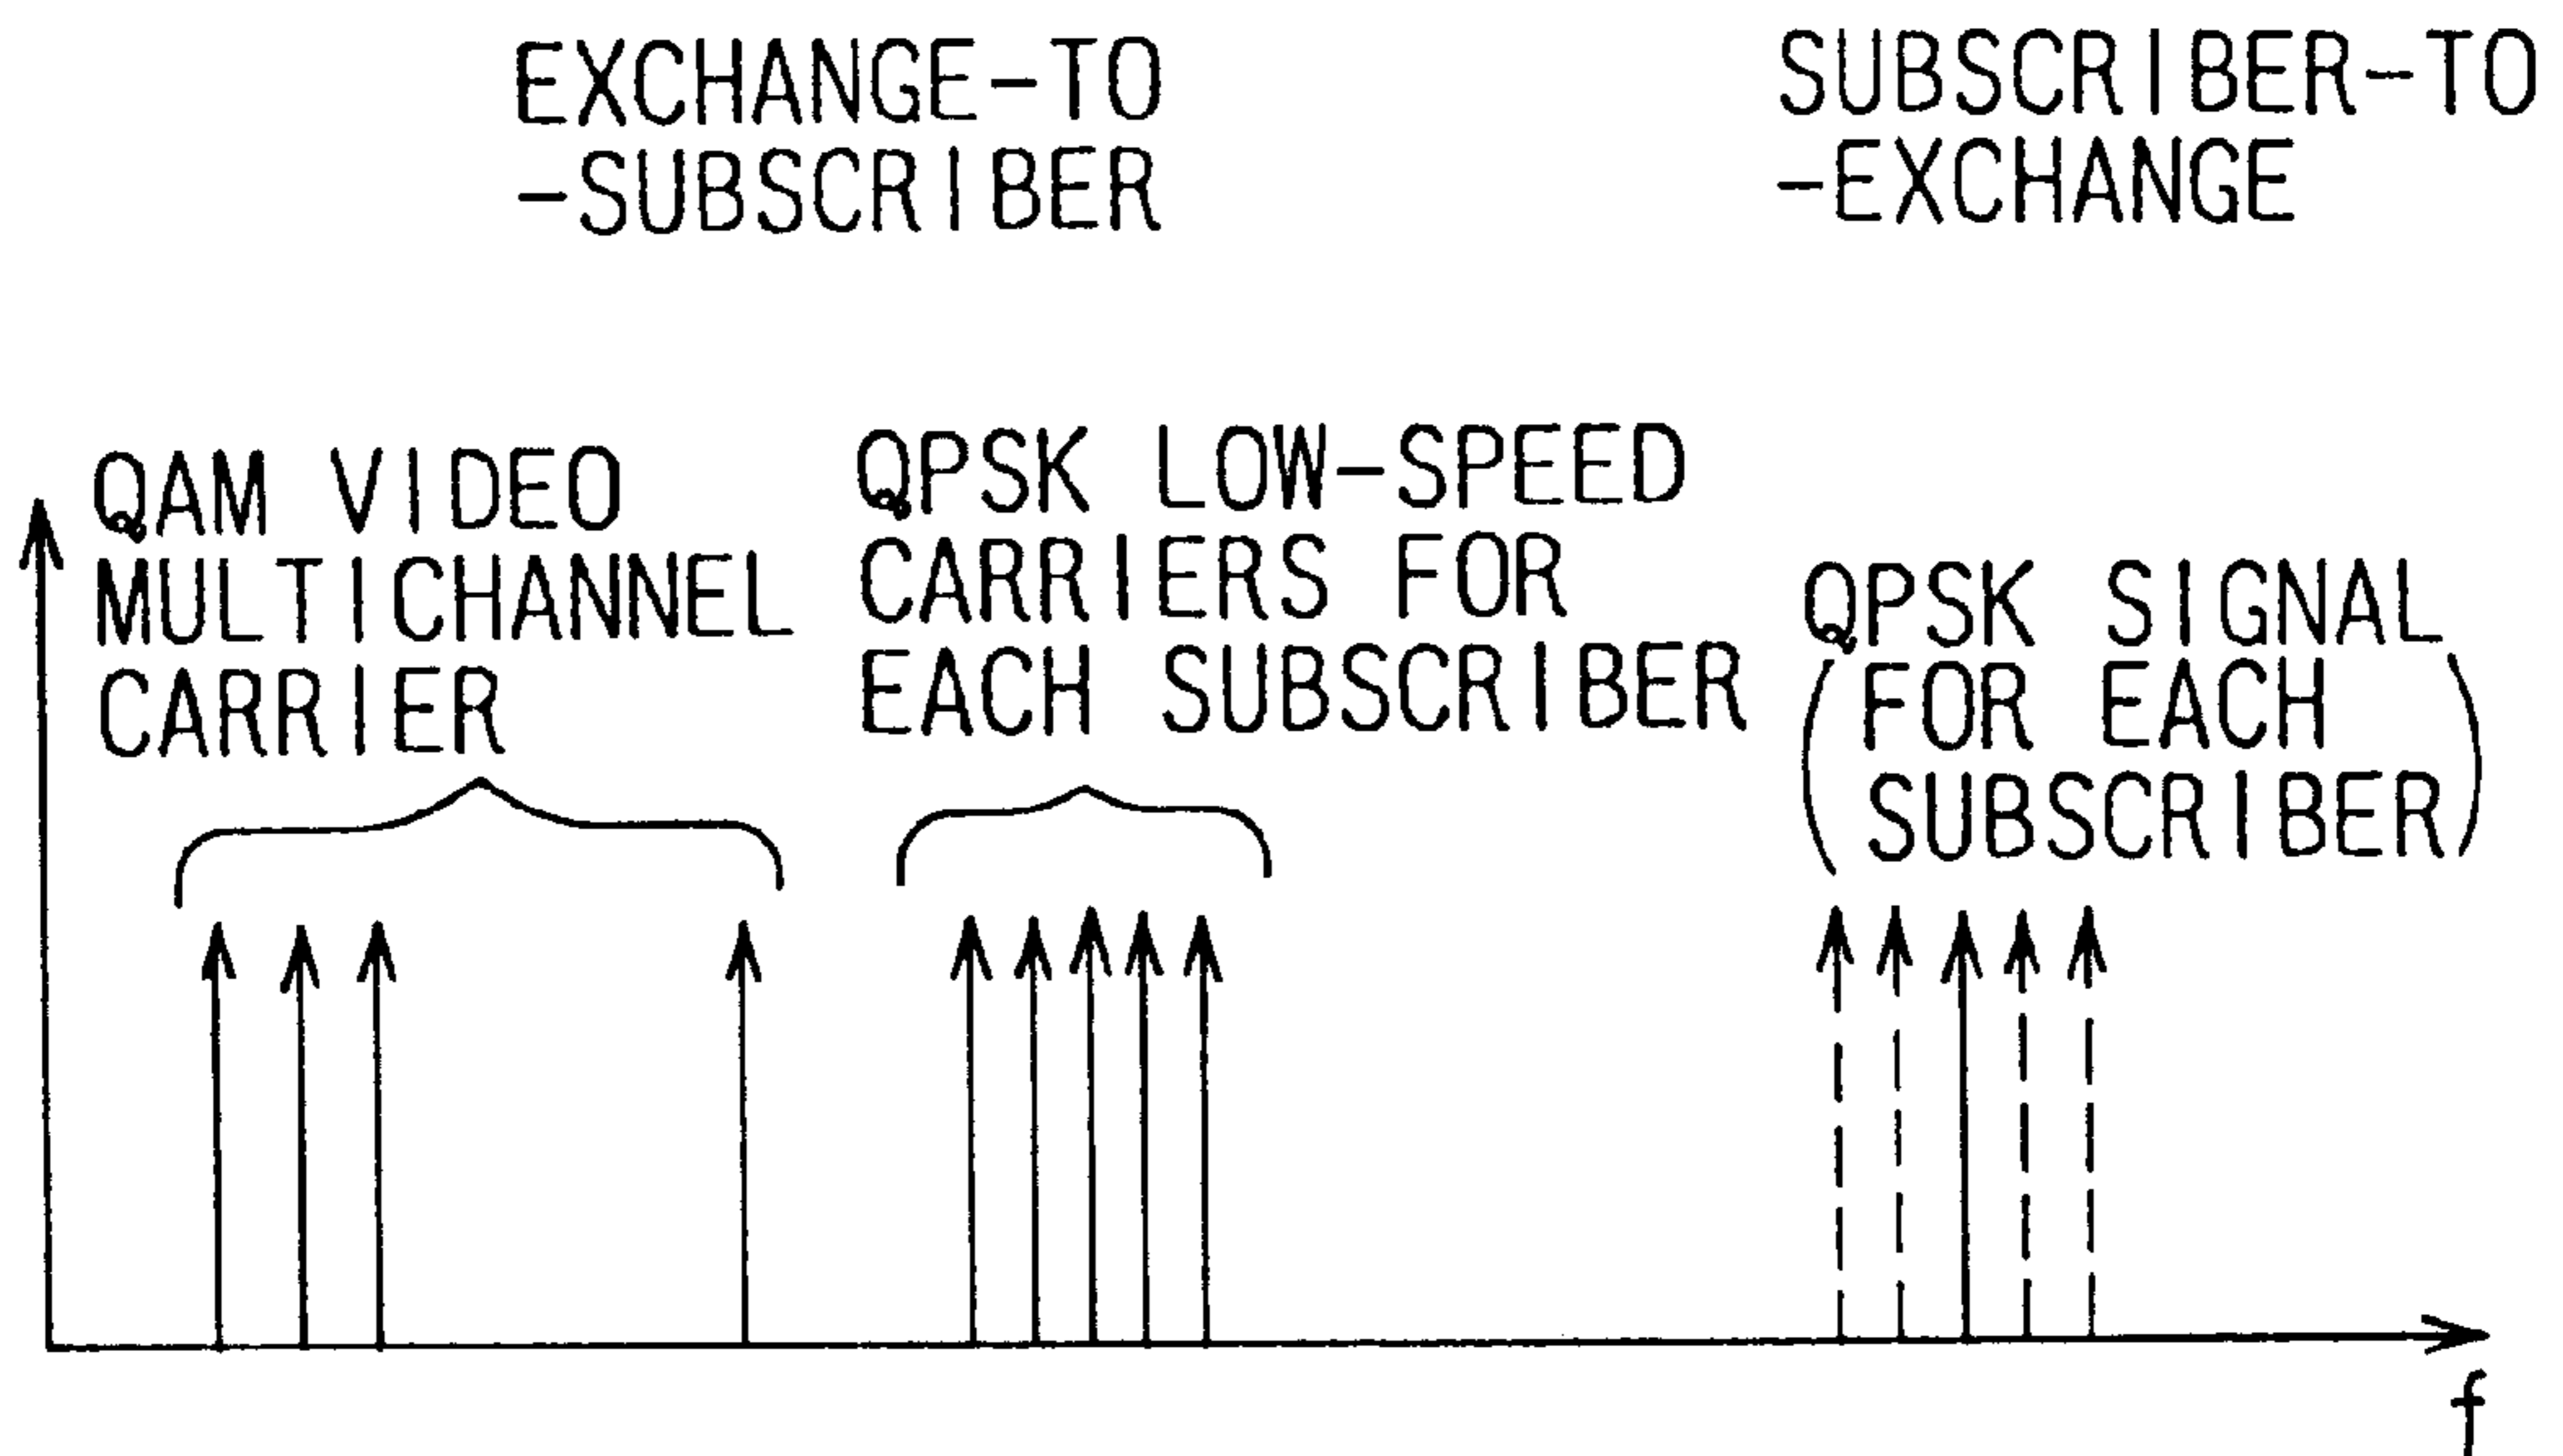 EXCHANGE-TO
-SUBSCRIBER
SUBSCRIBER-TO
-EXCHANGE
QAM VIDEO
MULTICHANNEL
CARRIER
QPSK LOW-SPEED
CARRIERS FOR
EACH SUBSCRIBER
QPSK SIGNAL
(FOR EACH
SUBSCRIBER)
f